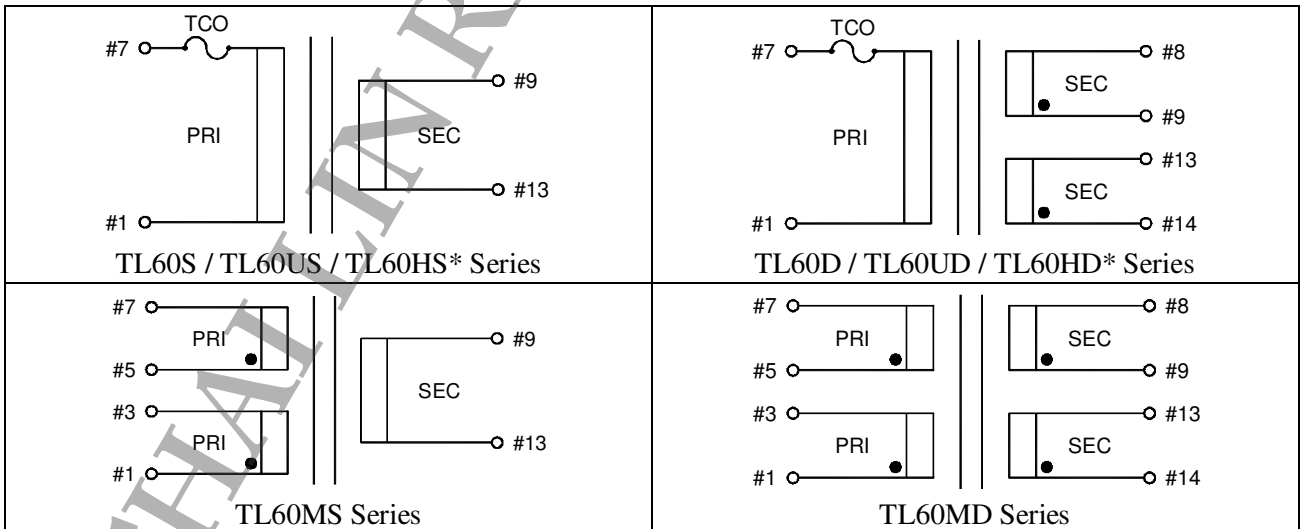 TCO
#7
#9
PRI
SEC
#13
#1
TL60S / TL60US / TL60HS* Series
TCO
#7
#8
SEC
#9
PRI
#13
SEC
#1
#14
TL60D / TL60UD / TL60HD* Series
#7
PRI
#9
#5
SEC
#3
PRI
#13
#1
TL60MS Series
#7
#8
PRI
SEC
#5
#9
#3
#13
PRI
SEC
#1
#14
TL60MD Series
THAI LIN